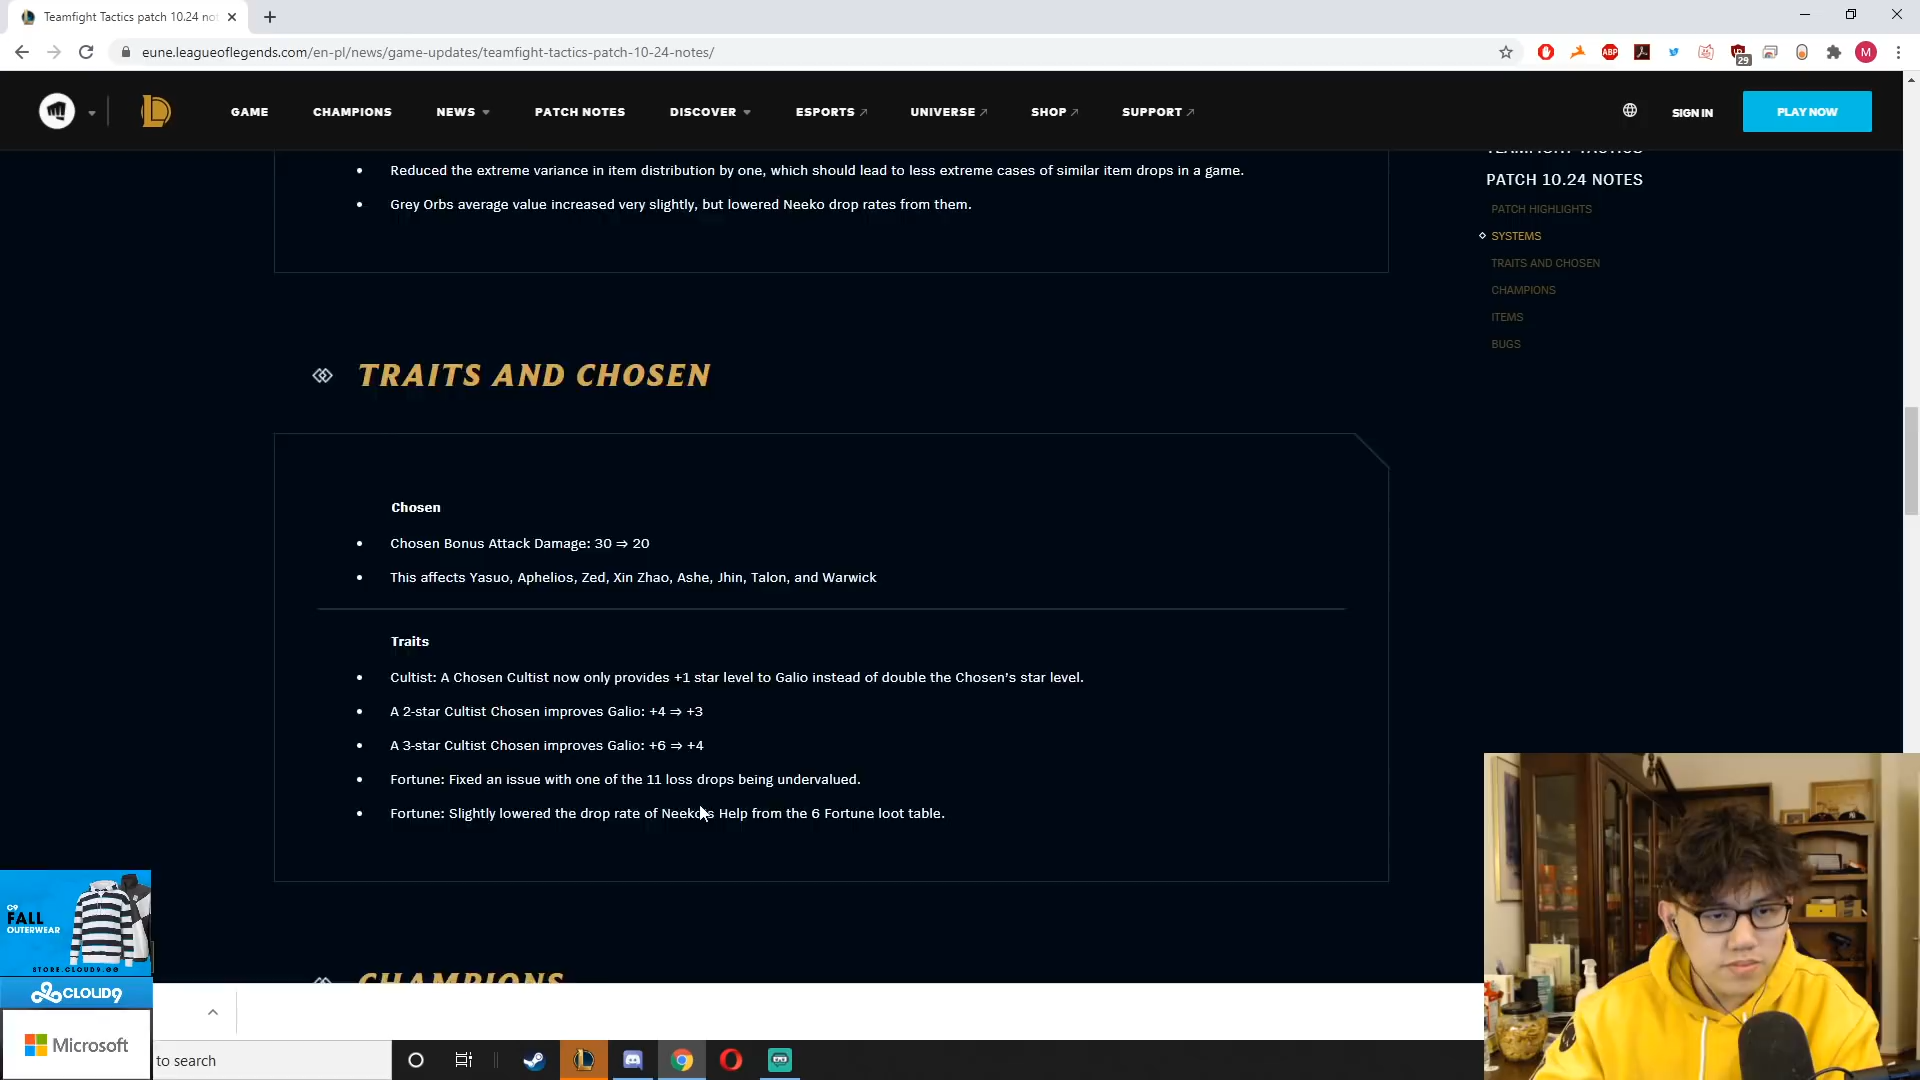 Teamfight Tactics patch 10.24 not
eune.leagueoflegends.com/en-pl/news/game-updates/teamfight-tactics-patch-10-24-notes/
ABP
29
M
GAME
CHAMPIONS
NEWS
PATCH NOTES
DISCOVER
ESPORTS
UNIVERSE
SHOP
SUPPORT
SIGN IN
PLAY NOW
TEAMFIGHT TACTICS
PATCH 10.24 NOTES
PATCH HIGHLIGHTS
SYSTEMS
TRAITS AND CHOSEN
CHAMPIONS
ITEMS
BUGS
• Reduced the extreme variance in item distribution by one, which should lead to less extreme cases of similar item drops in a game.
• Grey Orbs average value increased very slightly, but lowered Neeko drop rates from them.
TRAITS AND CHOSEN
Chosen
• Chosen Bonus Attack Damage: 30 ⇒ 20
• This affects Yasuo, Aphelios, Zed, Xin Zhao, Ashe, Jhin, Talon, and Warwick
Traits
• Cultist: A Chosen Cultist now only provides +1 star level to Galio instead of double the Chosen’s star level.
• A 2-star Cultist Chosen improves Galio: +4 ⇒ +3
• A 3-star Cultist Chosen improves Galio: +6 ⇒ +4
• Fortune: Fixed an issue with one of the 11 loss drops being undervalued.
• Fortune: Slightly lowered the drop rate of Neeko's Help from the 6 Fortune loot table.
CHAMPIONS
C9
FALL
OUTERWEAR
STORE.CLOUD9.GG
CLOUD9
Microsoft
to search